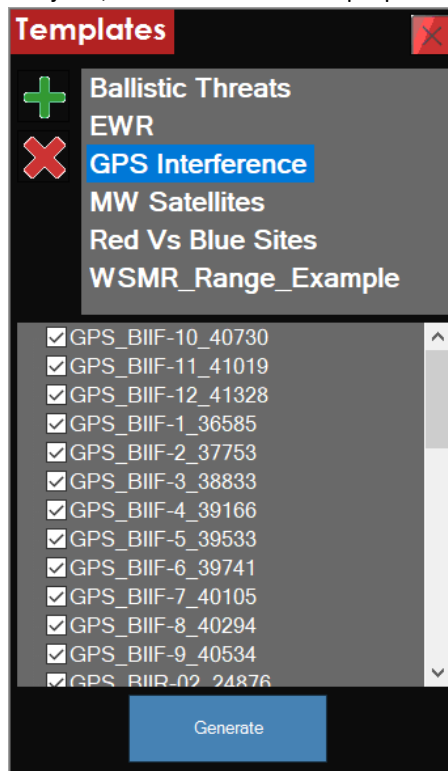 Templates
Ballistic Threats
EWR
GPS Interference
MW Satellites
Red Vs Blue Sites
WSMR_Range_Example
GPS_BIIF-10_40730
GPS_BIIF-11_41019
GPS_BIIF-12_41328
GPS_BIIF-1_36585
GPS_BIIF-2_37753
GPS_BIIF-3_38833
GPS_BIIF-4_39166
GPS_BIIF-5_39533
GPS_BIIF-6_39741
GPS_BIIF-7_40105
GPS_BIIF-8_40294
GPS_BIIF-9_40534
GPS_BIIR-02_24876
Generate